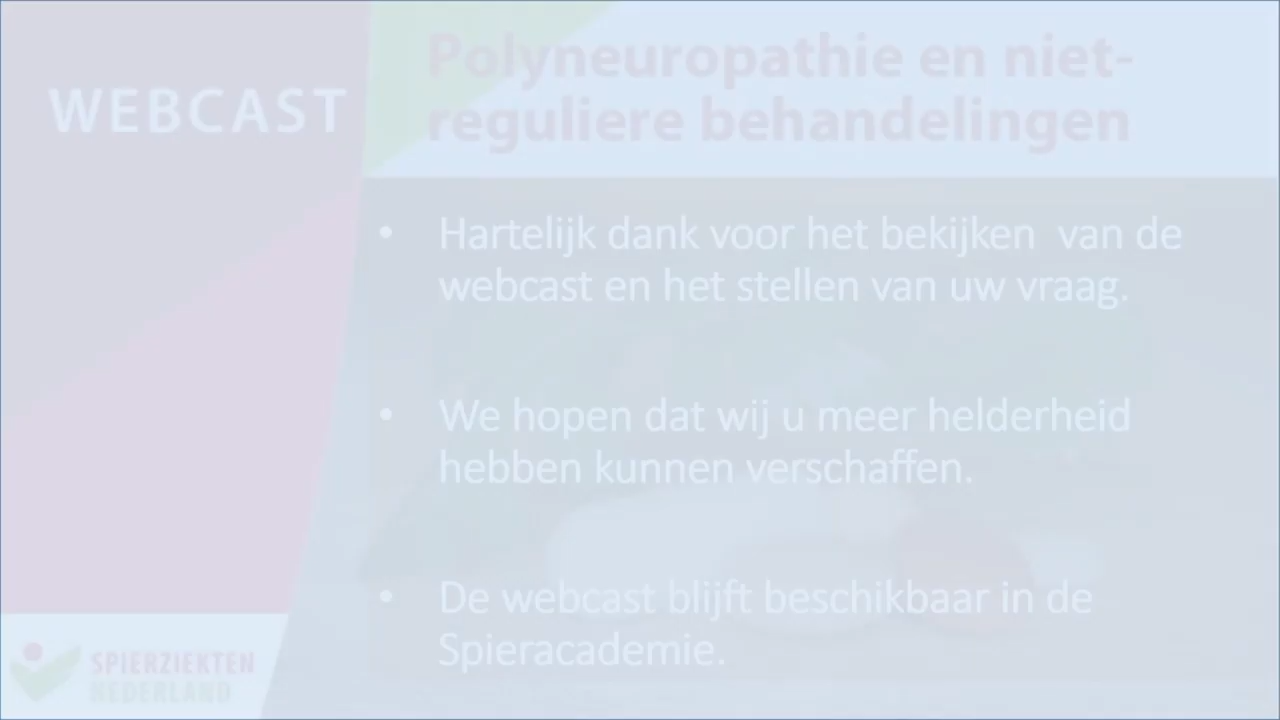 WEBCAST
Polyneuropathie en niet-
reguliere behandelingen
• Hartelijk dank voor het bekijken van de
webcast en het stellen van uw vraag.
• We hopen dat wij u meer helderheid
hebben kunnen verschaffen.
• De webcast blijft beschikbaar in de
Spieracademie.
SPIERZIEKTEN
NEDERLAND